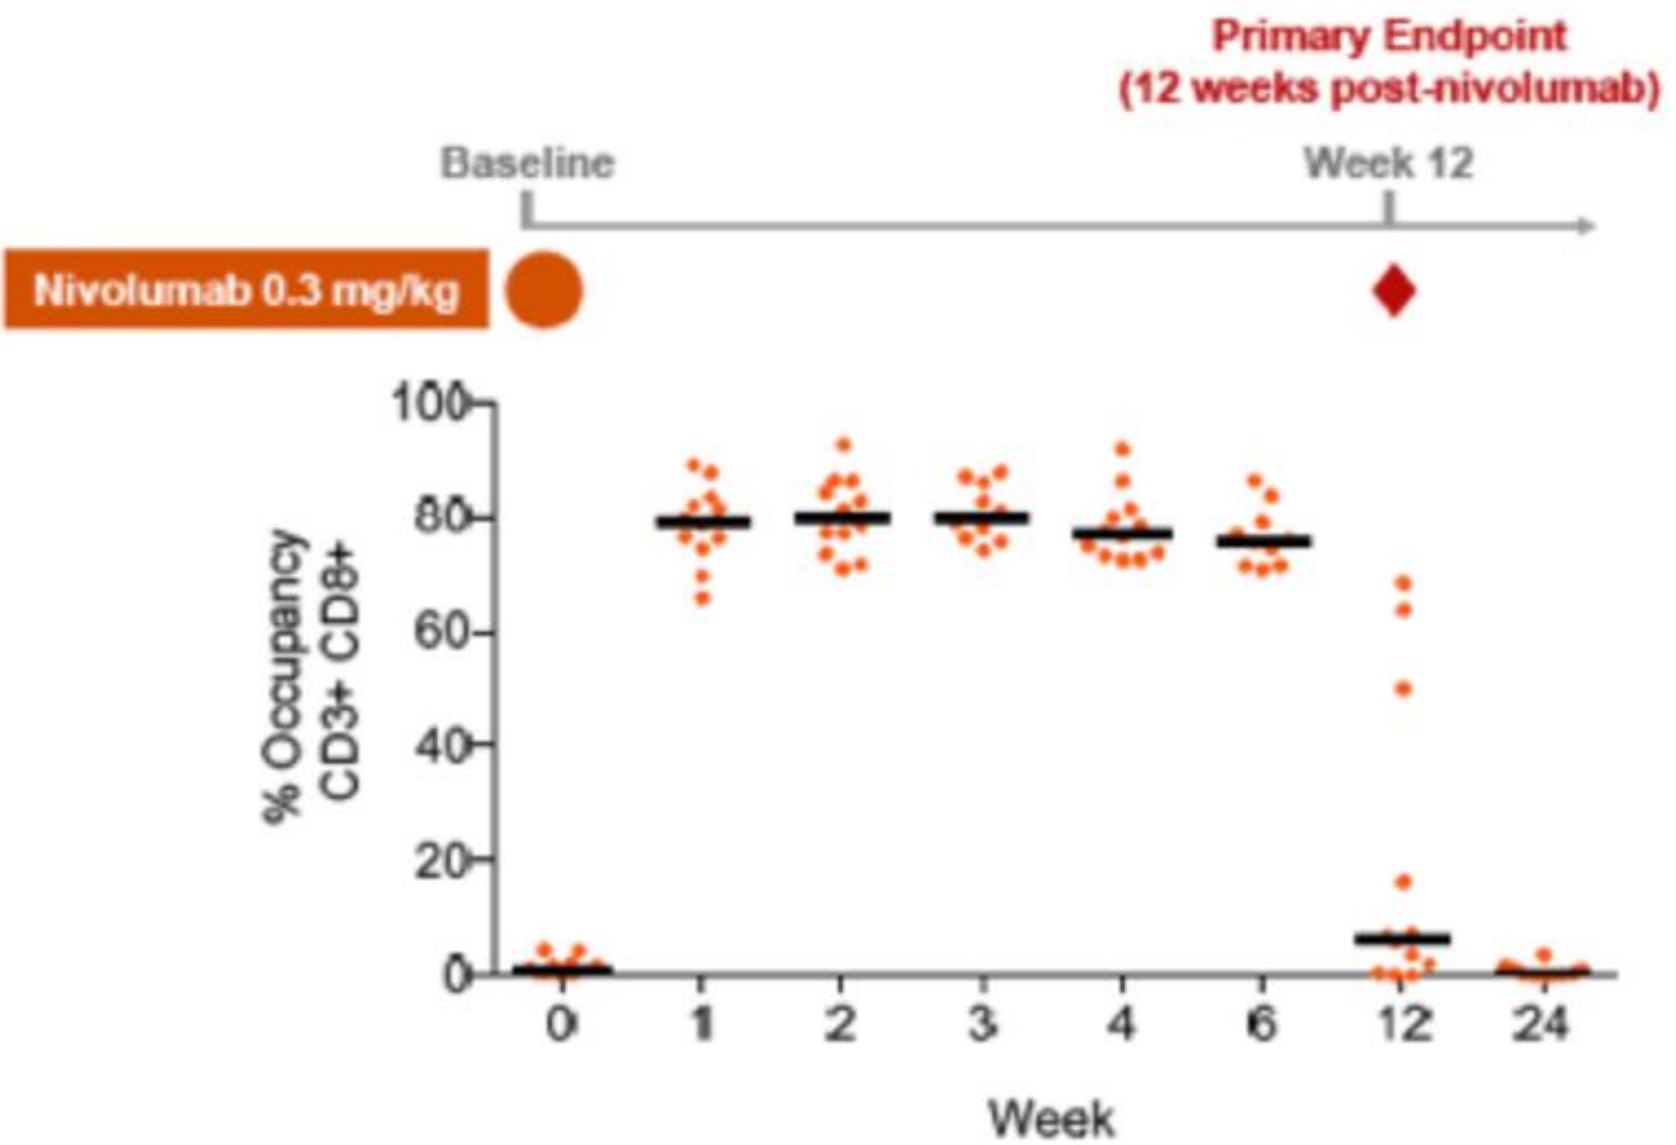 Primary Endpoint
(12 weeks post-nivolumab)
Baseline
Week 12
Nivolumab 0.3 mg/kg
100
80
60
40
20
0
% Occupancy
CD3+ CD8+
0 1 2 3 4 6 12 24
Week